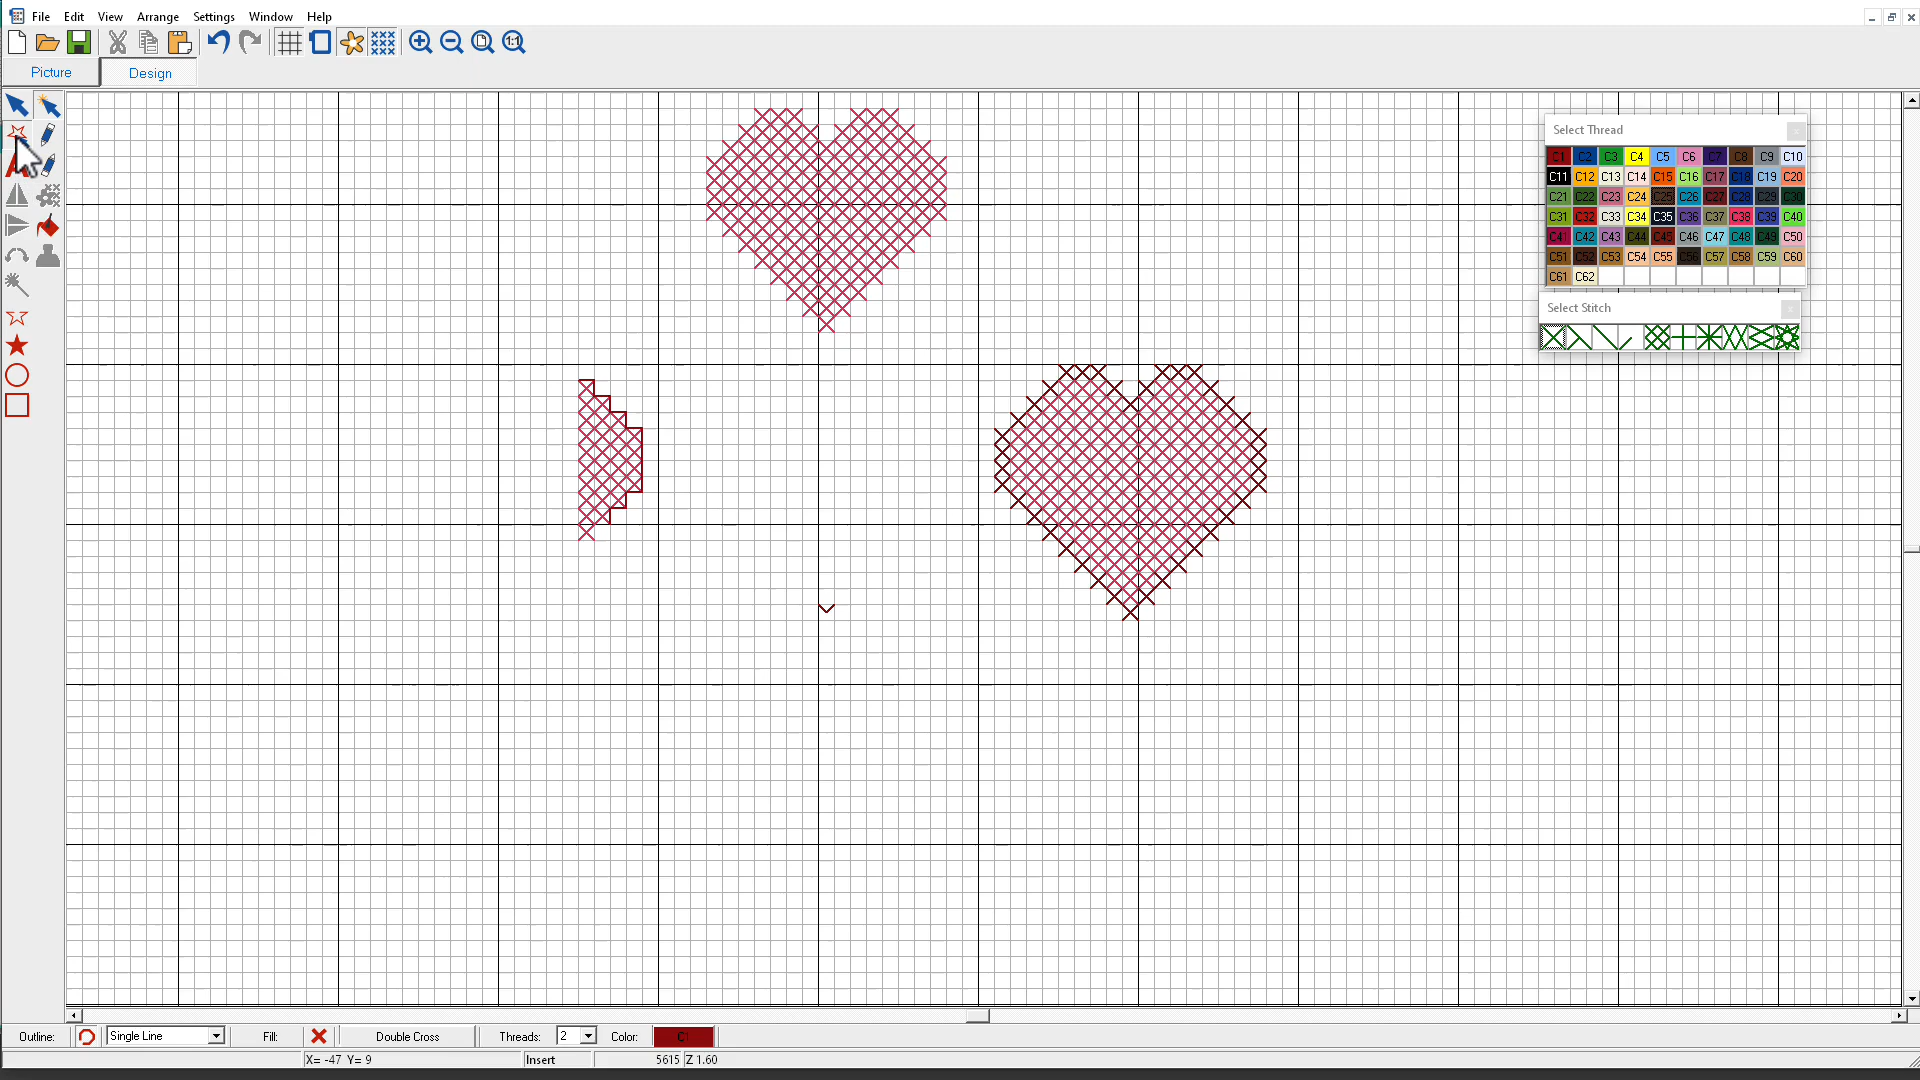 File Edit View Arrange Settings Window Help
1:1
Picture Design
Select Thread
C1 C2 C3 C4 C5 C6 C7 C8 C9 C10
C11 C12 C13 C14 C15 C16 C17 C18 C19 C20
C21 C22 C23 C24 C25 C26 C27 C28 C29 C30
C31 C32 C33 C34 C35 C36 C37 C38 C39 C40
C41 C42 C43 C44 C45 C46 C47 C48 C49 C50
C51 C52 C53 C54 C55 C56 C57 C58 C59 C60
C61 C62
Select Stitch
Outline: Single Line Fill: Double Cross Threads: 2 Color: C1
X= -47 Y= 9 Insert 5615 Z 1.60